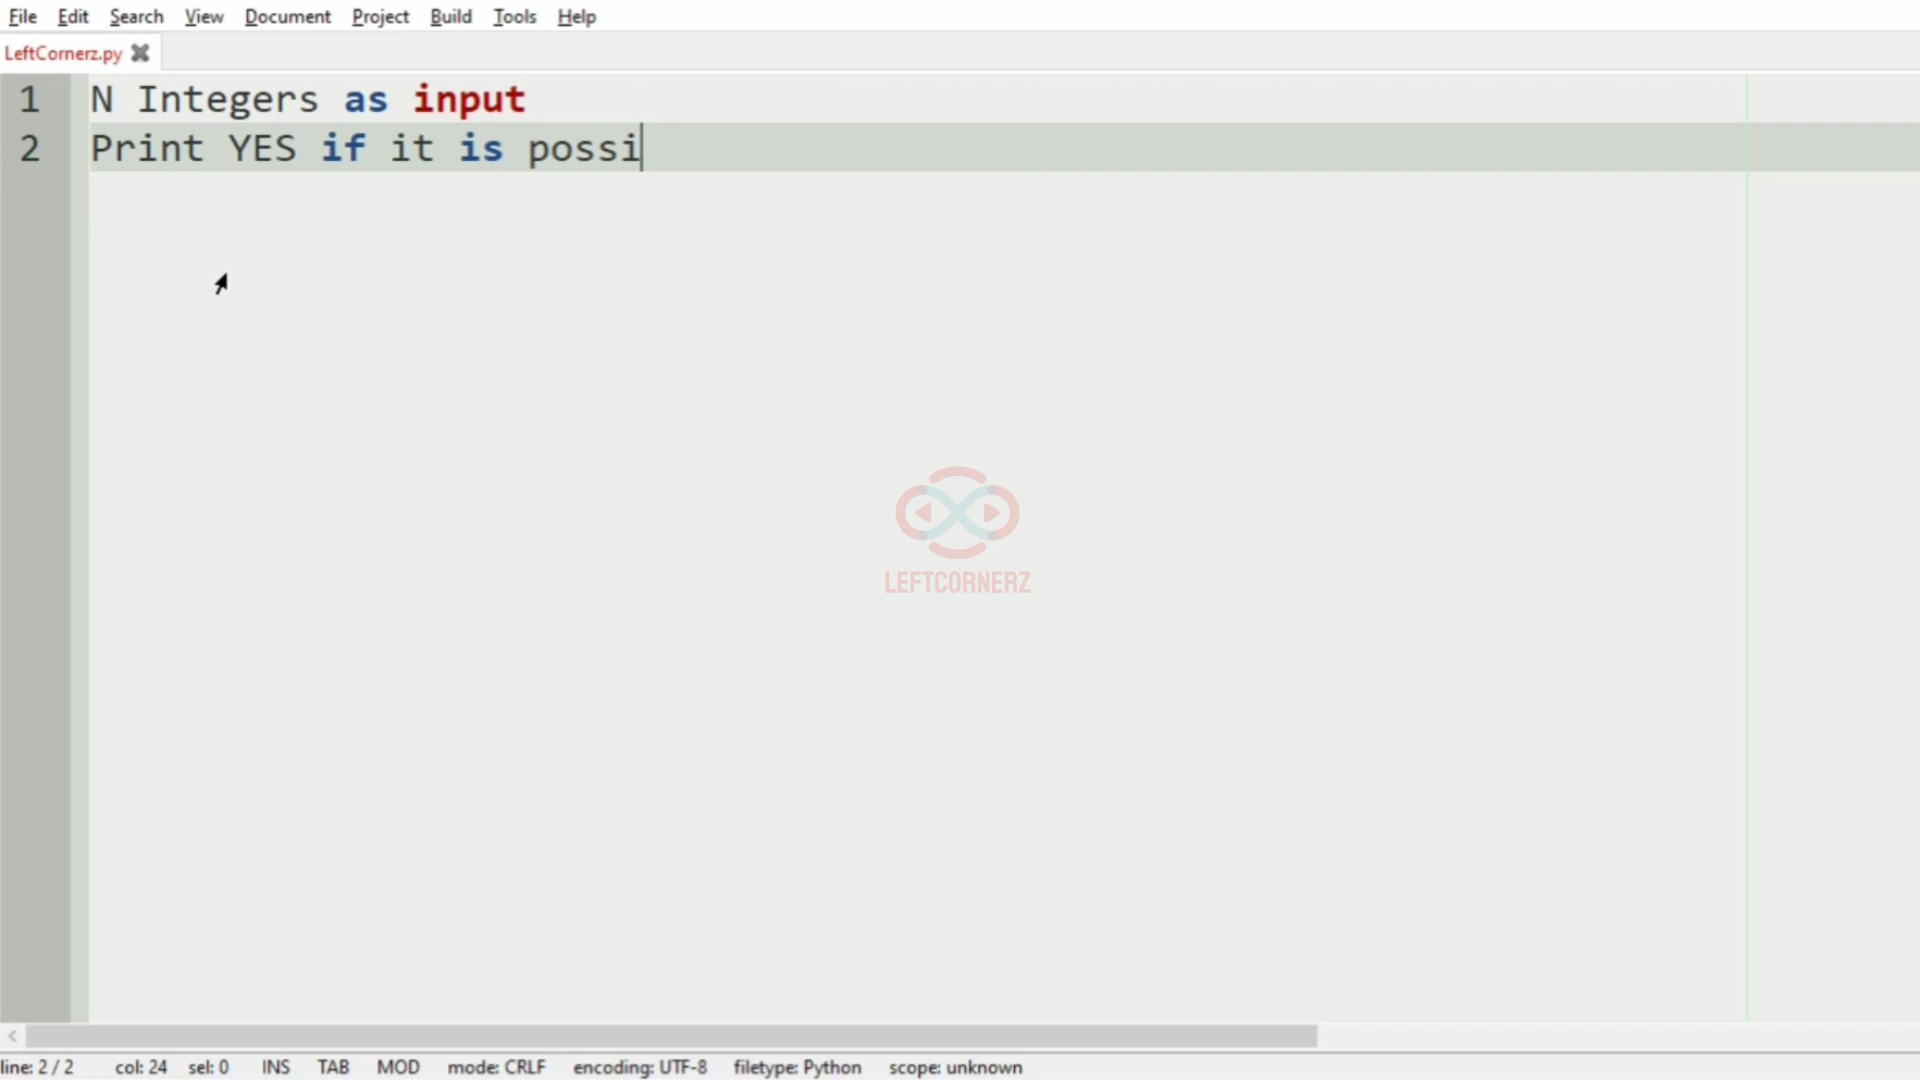 File Edit Search View Document Project Build Tools Help
LeftCornerz.py
1 N Integers as input
2 Print YES if it is possi
LEFTCORNERZ
line: 2 / 2 col: 24 sel: 0 INS TAB MOD mode: CRLF encoding: UTF-8 filetype: Python scope: unknown